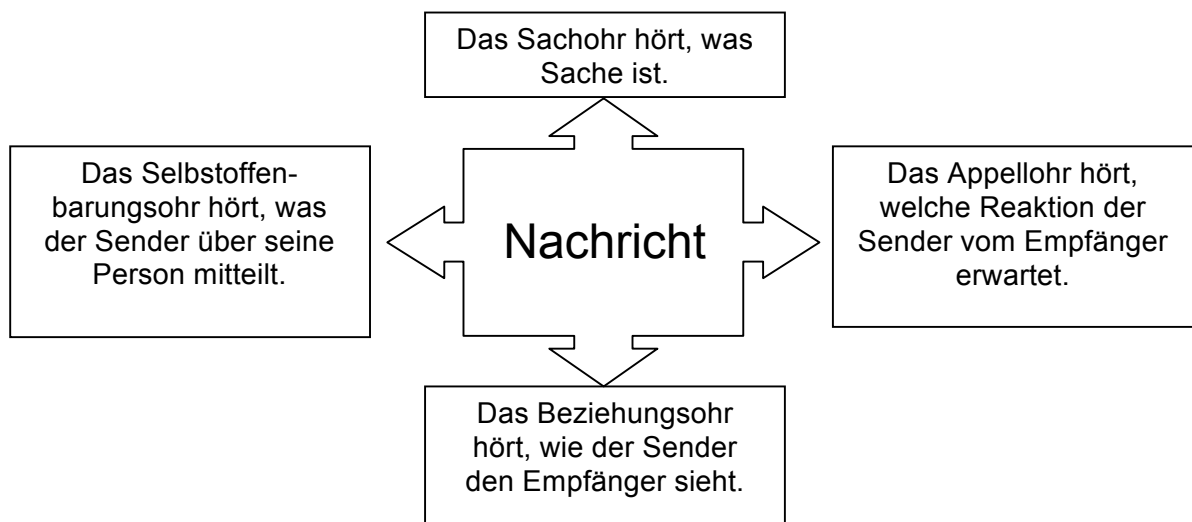 Das Sachohr hört, was
Sache ist.
Das Selbstoffen-
barungsohr hört, was
der Sender über seine
Person mitteilt.
Nachricht
Das Appellohr hört,
welche Reaktion der
Sender vom Empfänger
erwartet.
Das Beziehungsohr
hört, wie der Sender
den Empfänger sieht.